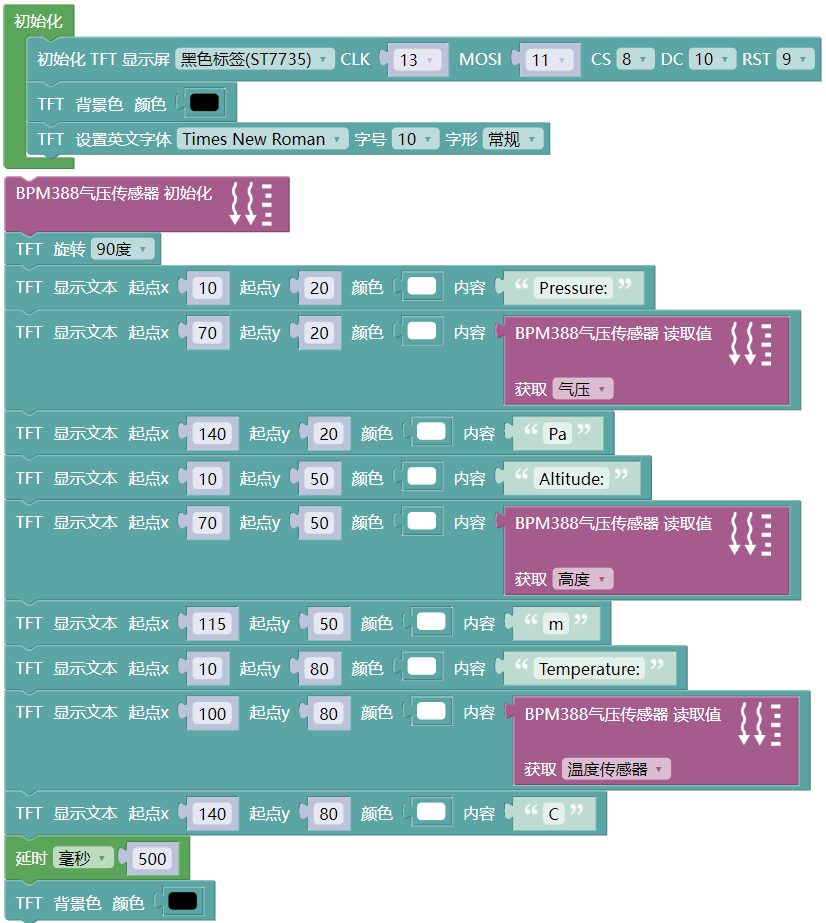 初始化
初始化 TFT 显示屏 黑色标签(ST7735) CLK 13 MOSI 11 CS 8 DC 10 RST 9
TFT 背景色 颜色
TFT 设置英文字体 Times New Roman 字号 10 字形 常规
BPM388气压传感器 初始化
TFT 旋转 90度
TFT 显示文本 起点x 10 起点y 20 颜色 内容 “ Pressure: ”
TFT 显示文本 起点x 70 起点y 20 颜色 内容 BPM388气压传感器 读取值
获取 气压
TFT 显示文本 起点x 140 起点y 20 颜色 内容 “ Pa ”
TFT 显示文本 起点x 10 起点y 50 颜色 内容 “ Altitude: ”
TFT 显示文本 起点x 70 起点y 50 颜色 内容 BPM388气压传感器 读取值
获取 高度
TFT 显示文本 起点x 115 起点y 50 颜色 内容 “ m ”
TFT 显示文本 起点x 10 起点y 80 颜色 内容 “ Temperature: ”
TFT 显示文本 起点x 100 起点y 80 颜色 内容 BPM388气压传感器 读取值
获取 温度传感器
TFT 显示文本 起点x 140 起点y 80 颜色 内容 “ C ”
延时 毫秒 500
TFT 背景色 颜色